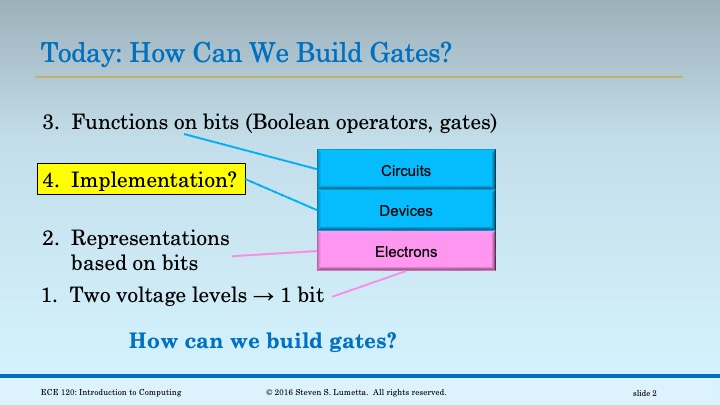 Today: How Can We Build Gates?
3. Functions on bits (Boolean operators, gates)
Circuits
4. Implementation?
Devices
2. Representations
based on bits
Electrons
1. Two voltage levels → 1 bit
How can we build gates?
ECE 120: Introduction to Computing
© 2016 Steven S. Lumetta. All rights reserved.
slide 2